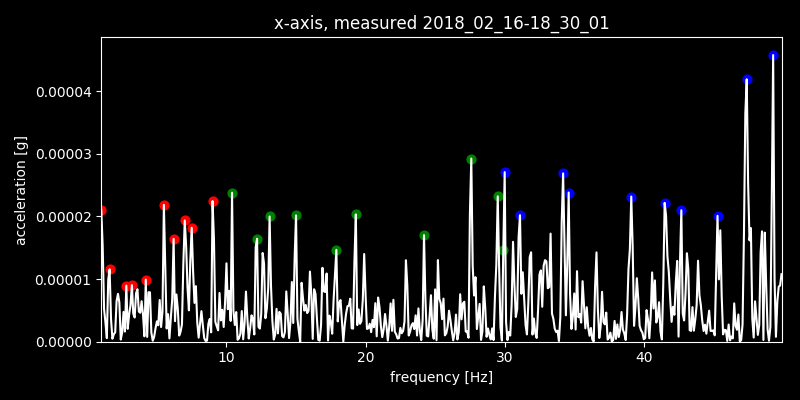 x-axis, measured 2018_02_16-18_30_01
acceleration [g]
0.00004
0.00003
0.00002
0.00001
0.00000
10 20 30 40
frequency [Hz]